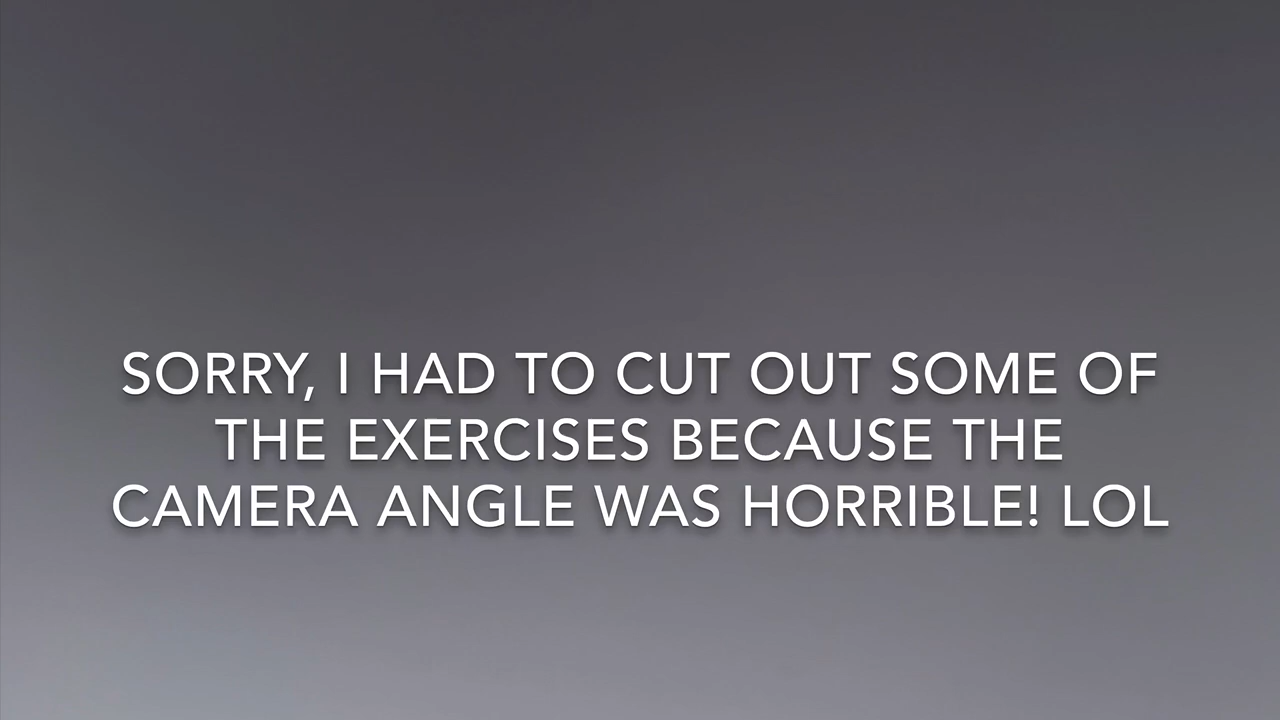 SORRY, I HAD TO CUT OUT SOME OF
THE EXERCISES BECAUSE THE
CAMERA ANGLE WAS HORRIBLE! LOL